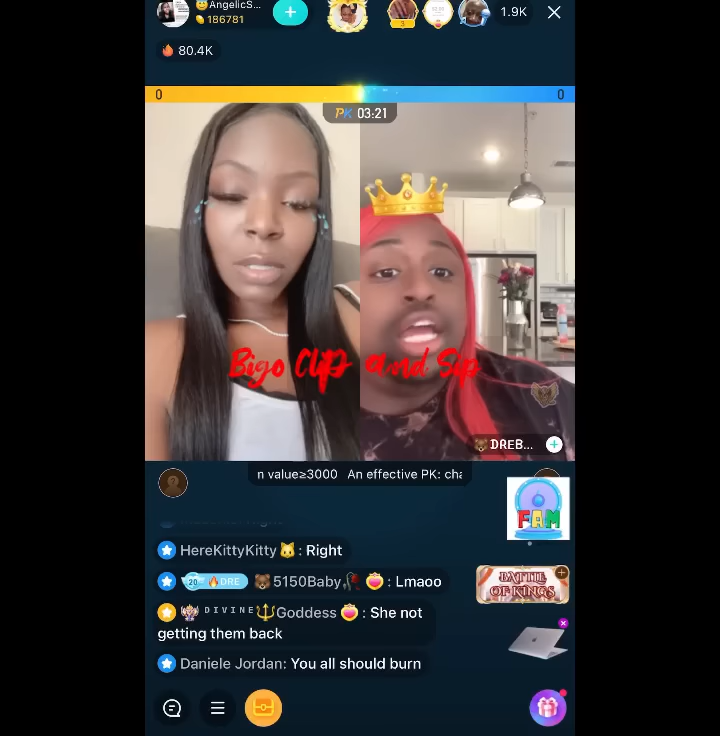 AngelicS...
186781
3
1.9K
80.4K
0
0
PK 03:21
Bigo Clip and Sip
DREB...
n value≥3000 An effective PK: cha
FAM
HereKittyKitty🐱: Right
20 🔥DRE 🐻5150Baby🥀: Lmaoo
BATTLE
OF KINGS
ᴰᴵⱽᴵᴺᴱ🔱Goddess: She not
getting them back
Daniele Jordan: You all should burn